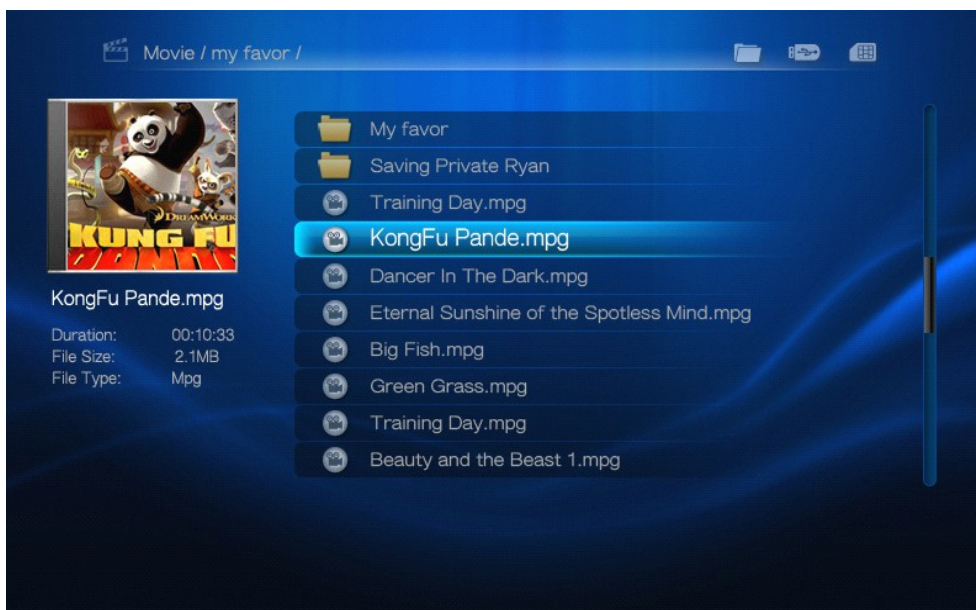 Movie / my favor /
DREAMWORK
KUNG FU
KongFu Pande.mpg
Duration: 00:10:33
File Size: 2.1MB
File Type: Mpg
My favor
Saving Private Ryan
Training Day.mpg
KongFu Pande.mpg
Dancer In The Dark.mpg
Eternal Sunshine of the Spotless Mind.mpg
Big Fish.mpg
Green Grass.mpg
Training Day.mpg
Beauty and the Beast 1.mpg